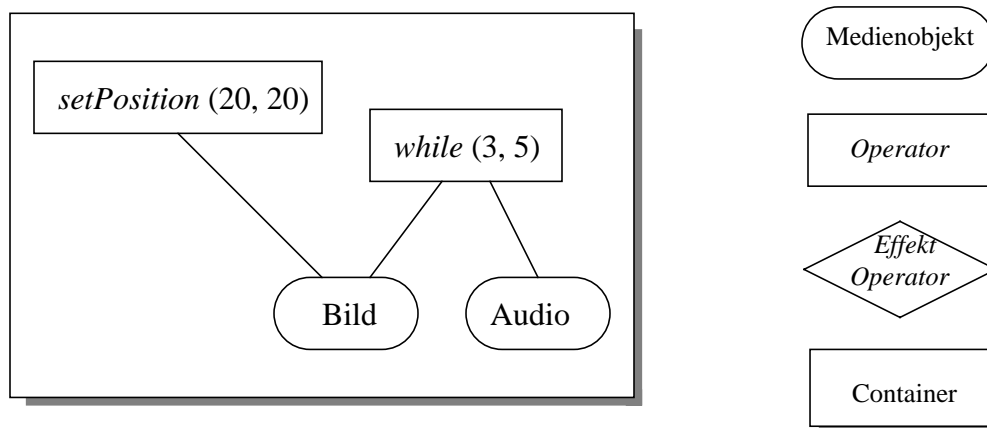 setPosition (20, 20)
while (3, 5)
Bild
Audio
Medienobjekt
Operator
Effekt
Operator
Container